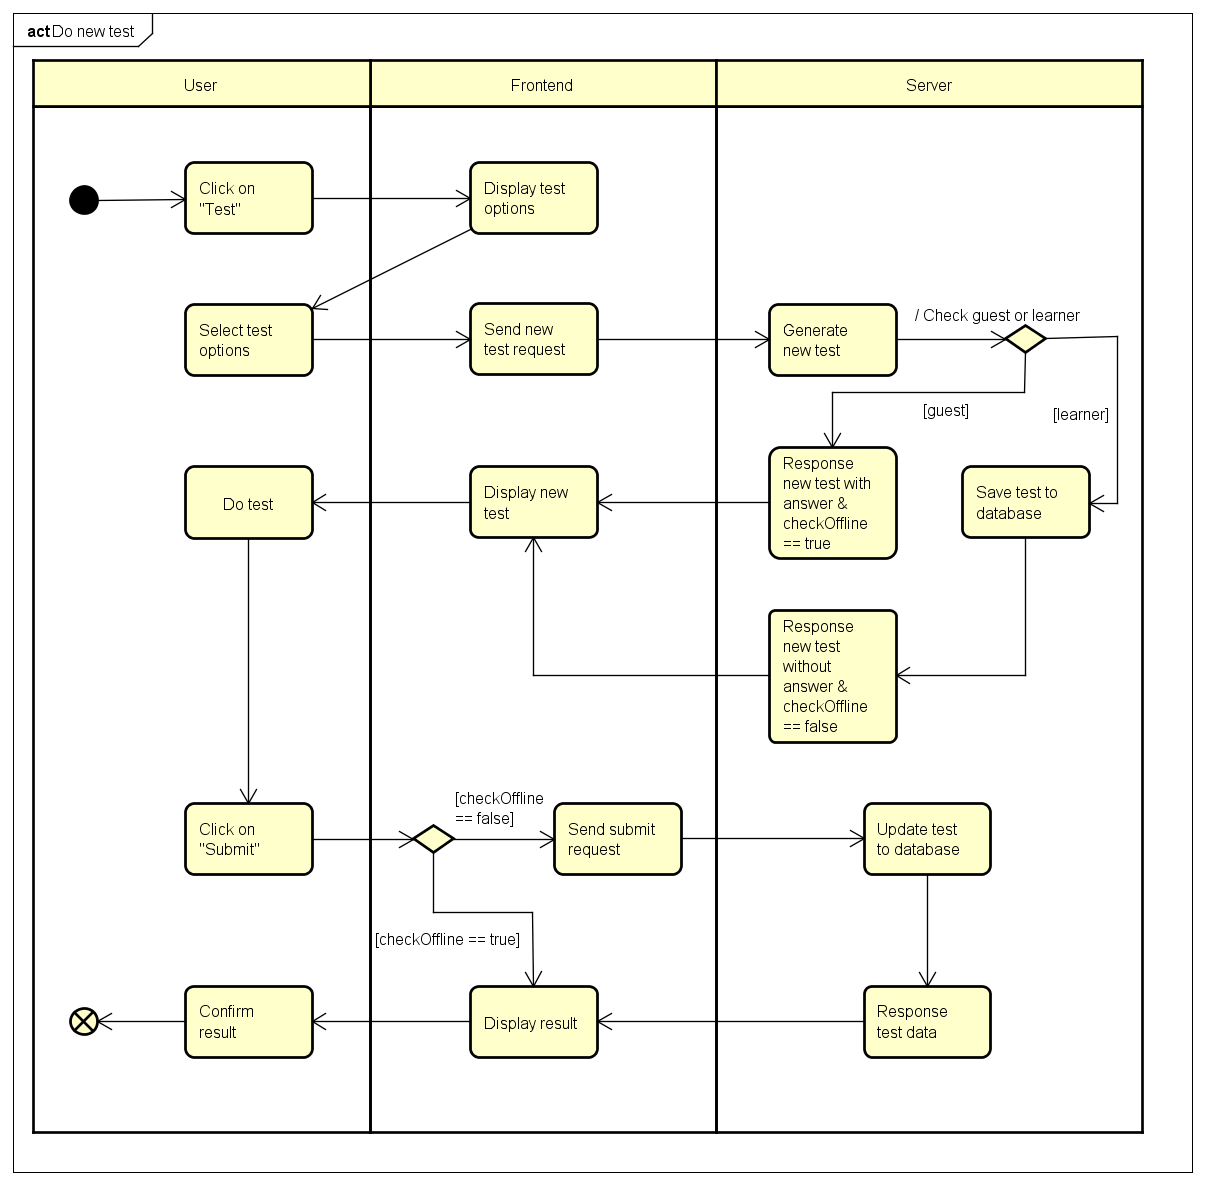 act Do new test
User
Frontend
Server
Click on
"Test"
Display test
options
Select test
options
Send new
test request
Generate
new test
/ Check guest or learner
[guest]
[learner]
Do test
Display new
test
Response
new test with
answer &
checkOffline
== true
Save test to
database
Response
new test
without
answer &
checkOffline
== false
Click on
"Submit"
[checkOffline
== false]
Send submit
request
Update test
to database
[checkOffline == true]
Confirm
result
Display result
Response
test data